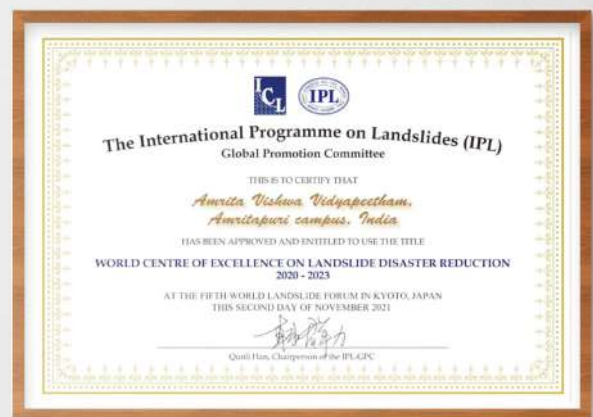 ICL
IPL
The International Programme on Landslides (IPL)
Global Promotion Committee
THIS IS TO CERTIFY THAT
Amrita Vishwa Vidyapeetham,
Amritapuri campus, India
HAS BEEN APPROVED AND ENTITLED TO USE THE TITLE
WORLD CENTRE OF EXCELLENCE ON LANDSLIDE DISASTER REDUCTION
2020 - 2023
AT THE FIFTH WORLD LANDSLIDE FORUM IN KYOTO, JAPAN
THIS SECOND DAY OF NOVEMBER 2021
Qunli Han, Chairperson of the IPL-GPC